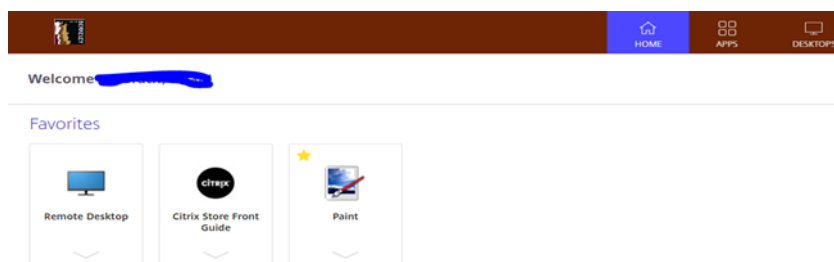 HOME
APPS
DESKTOPS
Welcome
Favorites
Remote Desktop
CITRIX
Citrix Store Front
Guide
Paint